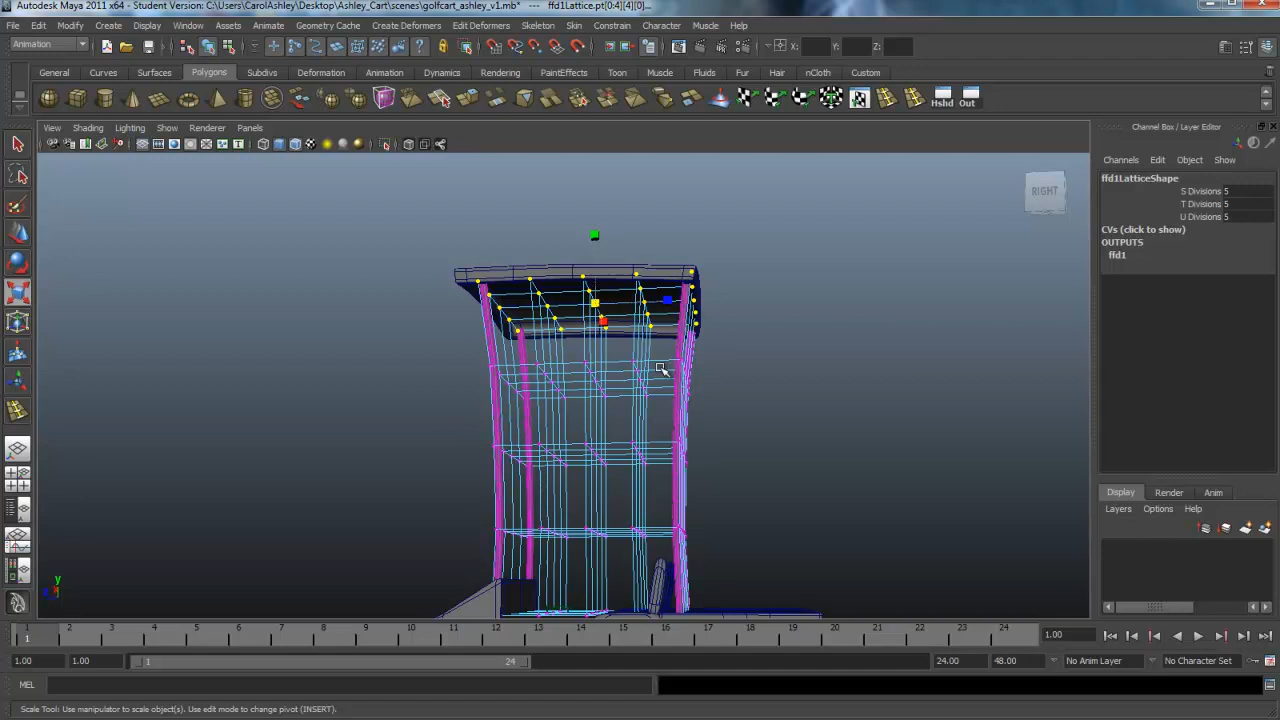 Autodesk Maya 2011 x64 - Student Version: C:\Users\CarolAshley\Desktop\Ashley_Cart\scenes\golfcart_ashley_v1.mb*   ---   ffd1Lattice.pt[0:4][4][0]...
File Edit Modify Create Display Window Assets Animate Geometry Cache Create Deformers Edit Deformers Skeleton Skin Constrain Character Muscle Help
Animation X: Y: Z:
General Curves Surfaces Polygons Subdivs Deformation Animation Dynamics Rendering PaintEffects Toon Muscle Fluids Fur Hair nCloth Custom
Hshd Out
View Shading Lighting Show Renderer Panels
Channel Box / Layer Editor
Channels Edit Object Show
ffd1LatticeShape
S Divisions 5
T Divisions 5
U Divisions 5
CVs (click to show)
OUTPUTS
ffd1
RIGHT
Display Render Anim
Layers Options Help
y
1 2 3 4 5 6 7 8 9 10 11 12 13 14 15 16 17 18 19 20 21 22 23 24
1
1.00
1.00 1.00 1 24 24.00 48.00 No Anim Layer No Character Set
MEL
Scale Tool: Use manipulator to scale object(s). Use edit mode to change pivot (INSERT).